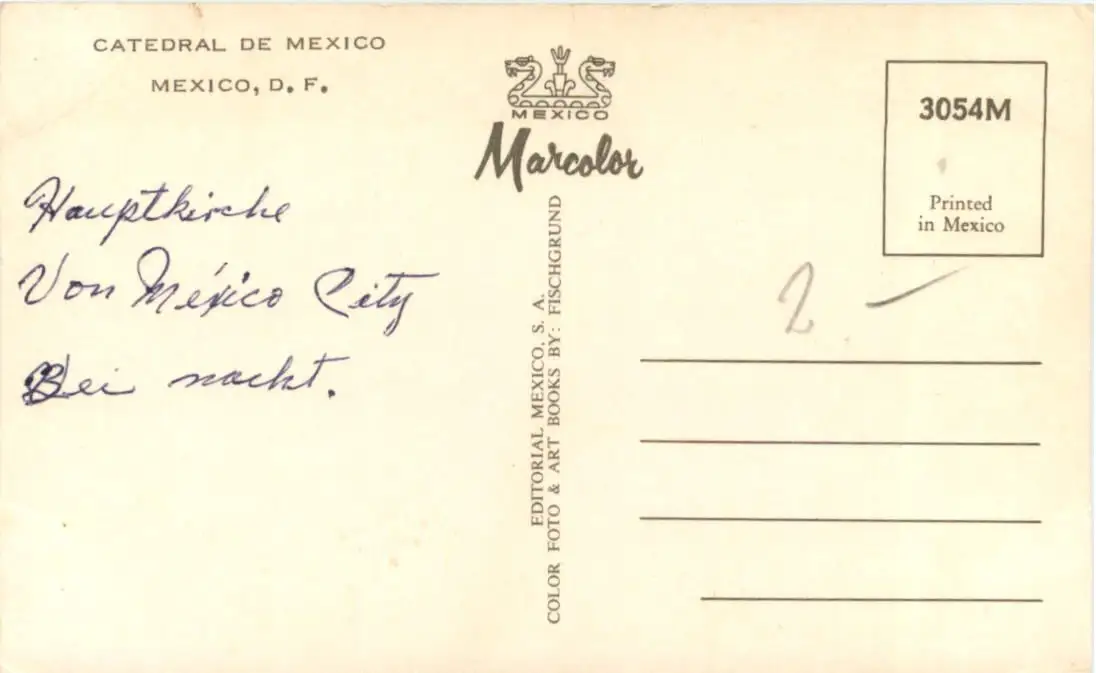 CATEDRAL DE MEXICO
MEXICO, D. F.
Hauptkirche
Von México City
Bei nacht.
MEXICO
Marcolor
EDITORIAL MEXICO, S. A.
COLOR FOTO & ART BOOKS BY: FISCHGRUND
3054M
Printed
in Mexico
2 —